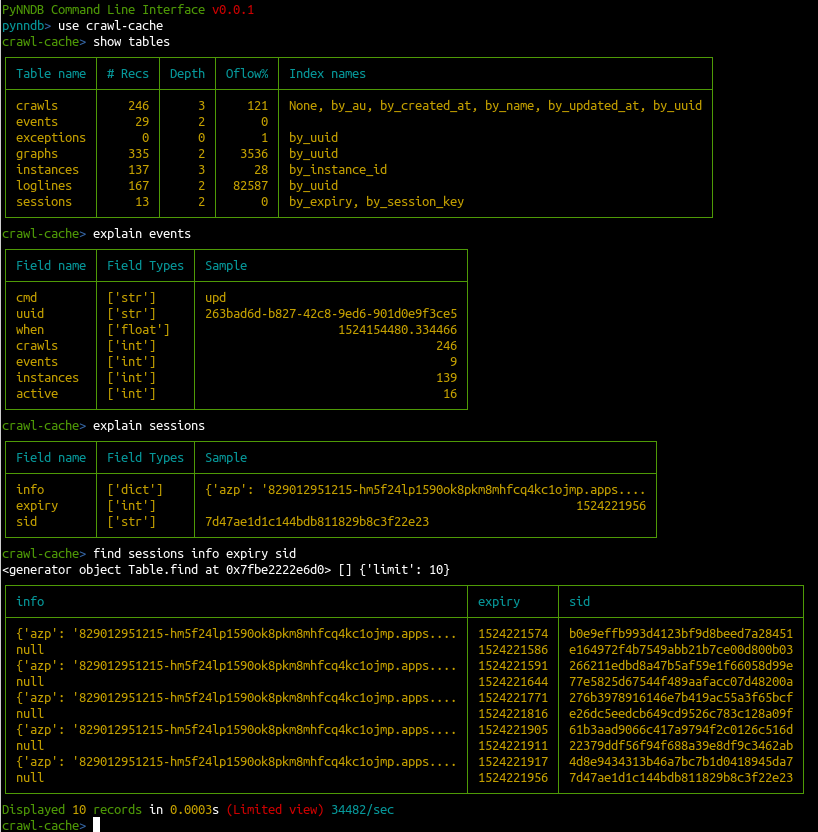 PyNNDB Command Line Interface v0.0.1
pynndb> use crawl-cache
crawl-cache> show tables
Table name # Recs Depth Oflow% Index names
crawls 246 3 121 None, by_au, by_created_at, by_name, by_updated_at, by_uuid
events 29 2 0
exceptions 0 0 1 by_uuid
graphs 335 2 3536 by_uuid
instances 137 3 28 by_instance_id
loglines 167 2 82587 by_uuid
sessions 13 2 0 by_expiry, by_session_key
crawl-cache> explain events
Field name Field Types Sample
cmd ['str'] upd
uuid ['str'] 263bad6d-b827-42c8-9ed6-901d0e9f3ce5
when ['float'] 1524154480.334466
crawls ['int'] 246
events ['int'] 9
instances ['int'] 139
active ['int'] 16
crawl-cache> explain sessions
Field name Field Types Sample
info ['dict'] {'azp': '829012951215-hm5f24lp1590ok8pkm8mhfcq4kc1ojmp.apps....
expiry ['int'] 1524221956
sid ['str'] 7d47ae1d1c144bdb811829b8c3f22e23
crawl-cache> find sessions info expiry sid
<generator object Table.find at 0x7fbe2222e6d0> [] {'limit': 10}
info expiry sid
{'azp': '829012951215-hm5f24lp1590ok8pkm8mhfcq4kc1ojmp.apps.... 1524221574 b0e9effb993d4123bf9d8beed7a28451
null 1524221586 e164972f4b7549abb21b7ce00d800b03
{'azp': '829012951215-hm5f24lp1590ok8pkm8mhfcq4kc1ojmp.apps.... 1524221591 266211edbd8a47b5af59e1f66058d99e
null 1524221644 77e5825d67544f489aafacc07d48200a
{'azp': '829012951215-hm5f24lp1590ok8pkm8mhfcq4kc1ojmp.apps.... 1524221771 276b3978916146e7b419ac55a3f65bcf
null 1524221816 e26dc5eedcb649cd9526c783c128a09f
{'azp': '829012951215-hm5f24lp1590ok8pkm8mhfcq4kc1ojmp.apps.... 1524221905 61b3aad9066c417a9794f2c0126c516d
null 1524221911 22379ddf56f94f688a39e8df9c3462ab
{'azp': '829012951215-hm5f24lp1590ok8pkm8mhfcq4kc1ojmp.apps.... 1524221917 4d8e9434313b46a7bc7b1d0418945da7
null 1524221956 7d47ae1d1c144bdb811829b8c3f22e23
Displayed 10 records in 0.0003s (Limited view) 34482/sec
crawl-cache>